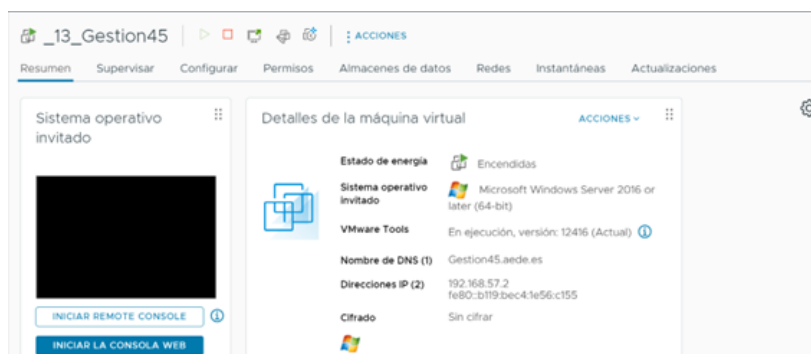 _13_Gestion45
ACCIONES
Resumen Supervisar Configurar Permisos Almacenes de datos Redes Instantáneas Actualizaciones
Sistema operativo
invitado
INICIAR REMOTE CONSOLE
INICIAR LA CONSOLA WEB
Detalles de la máquina virtual
ACCIONES
Estado de energía
Encendidas
Sistema operativo
invitado
Microsoft Windows Server 2016 or
later (64-bit)
VMware Tools
En ejecución, versión: 12416 (Actual)
Nombre de DNS (1)
Gestion45.aede.es
Direcciones IP (2)
192.168.57.2
fe80::b119:bec4:1e56:c155
Cifrado
Sin cifrar